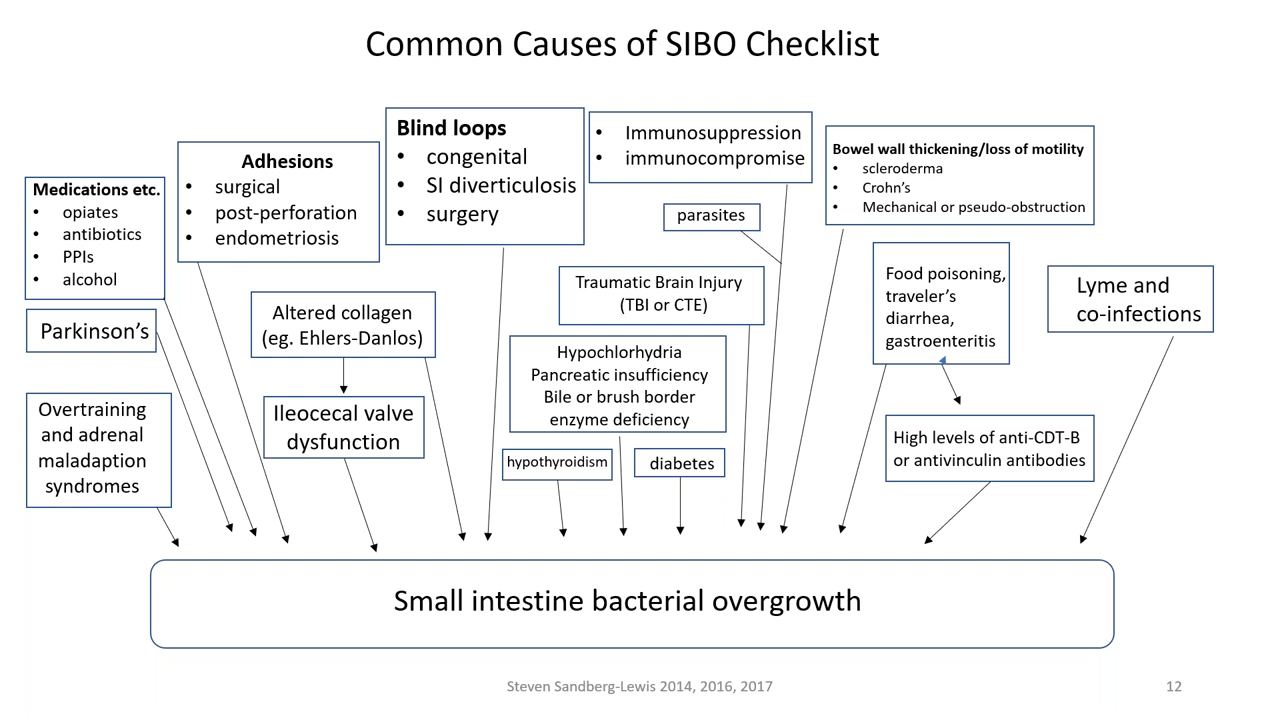 Common Causes of SIBO Checklist
Medications etc.
• opiates
• antibiotics
• PPIs
• alcohol
Parkinson's
Overtraining
and adrenal
maladaption
syndromes
Adhesions
• surgical
• post-perforation
• endometriosis
Altered collagen
(eg. Ehlers-Danlos)
Ileocecal valve
dysfunction
Blind loops
• congenital
• SI diverticulosis
• surgery
• Immunosuppression
• immunocompromise
parasites
Traumatic Brain Injury
(TBI or CTE)
Hypochlorhydria
Pancreatic insufficiency
Bile or brush border
enzyme deficiency
hypothyroidism
diabetes
Bowel wall thickening/loss of motility
• scleroderma
• Crohn's
• Mechanical or pseudo-obstruction
Food poisoning,
traveler's
diarrhea,
gastroenteritis
High levels of anti-CDT-B
or antivinculin antibodies
Lyme and
co-infections
Small intestine bacterial overgrowth
Steven Sandberg-Lewis 2014, 2016, 2017
12